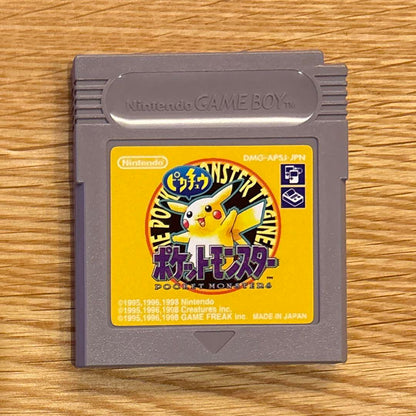 Nintendo GAME BOY TM
Nintendo
DMG-APSJ-JPN
ピカチュウ
THE POCKET MONSTER TRAINER
ポケットモンスター
POCKET MONSTERS
©1995,1996,1998 Nintendo
©1995,1996,1998 Creatures inc.
©1995,1996,1998 GAME FREAK inc.
MADE IN JAPAN